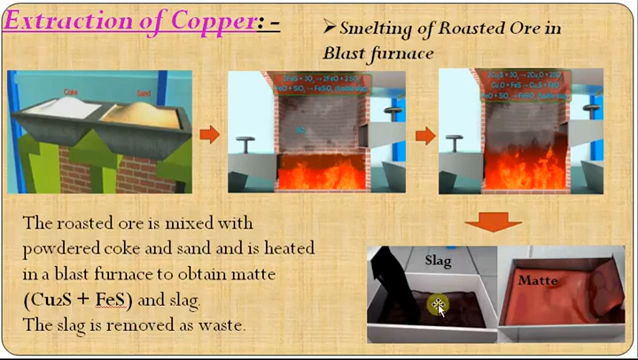 Extraction of Copper: -
➢Smelting of Roasted Ore in
Blast furnace
Coke
Sand
The roasted ore is mixed with
powdered coke and sand and is heated
in a blast furnace to obtain matte
(Cu₂S + FeS) and slag.
The slag is removed as waste.
Slag
Matte